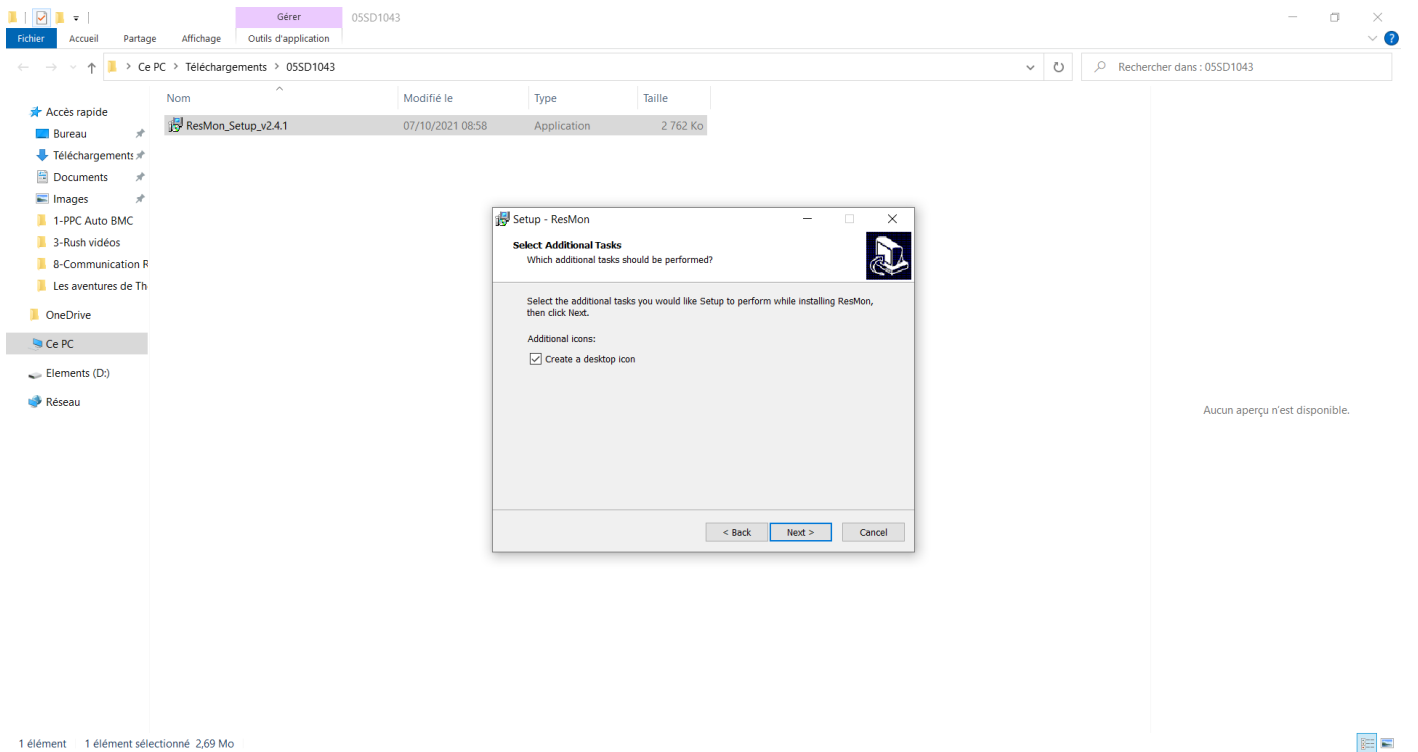 Gérer
05SD1043
Fichier
Accueil
Partage
Affichage
Outils d'application
Ce PC > Téléchargements > 05SD1043
Rechercher dans : 05SD1043
Nom
Modifié le
Type
Taille
ResMon_Setup_v2.4.1
07/10/2021 08:58
Application
2 762 Ko
Accès rapide
Bureau
Téléchargements
Documents
Images
1-PPC Auto BMC
3-Rush vidéos
8-Communication R
Les aventures de Th
OneDrive
Ce PC
Elements (D:)
Réseau
Setup - ResMon
Select Additional Tasks
Which additional tasks should be performed?
Select the additional tasks you would like Setup to perform while installing ResMon,
then click Next.
Additional icons:
Create a desktop icon
< Back
Next >
Cancel
Aucun aperçu n'est disponible.
1 élément
1 élément sélectionné 2,69 Mo